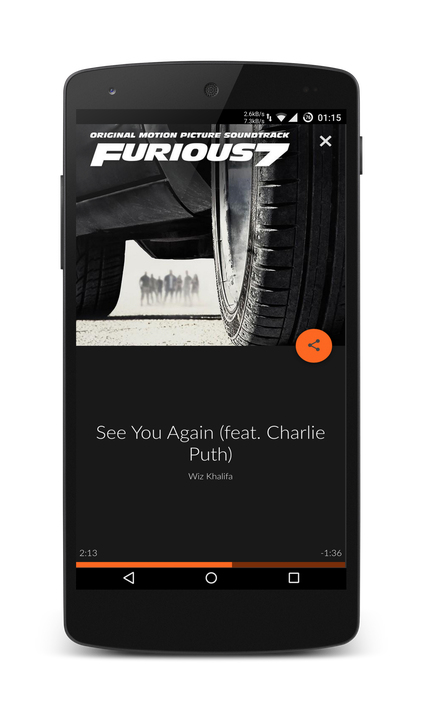 2.6kB/s
7.3kB/s
01:15
ORIGINAL MOTION PICTURE SOUNDTRACK
FURIOUS7
See You Again (feat. Charlie
Puth)
Wiz Khalifa
2:13 -1:36